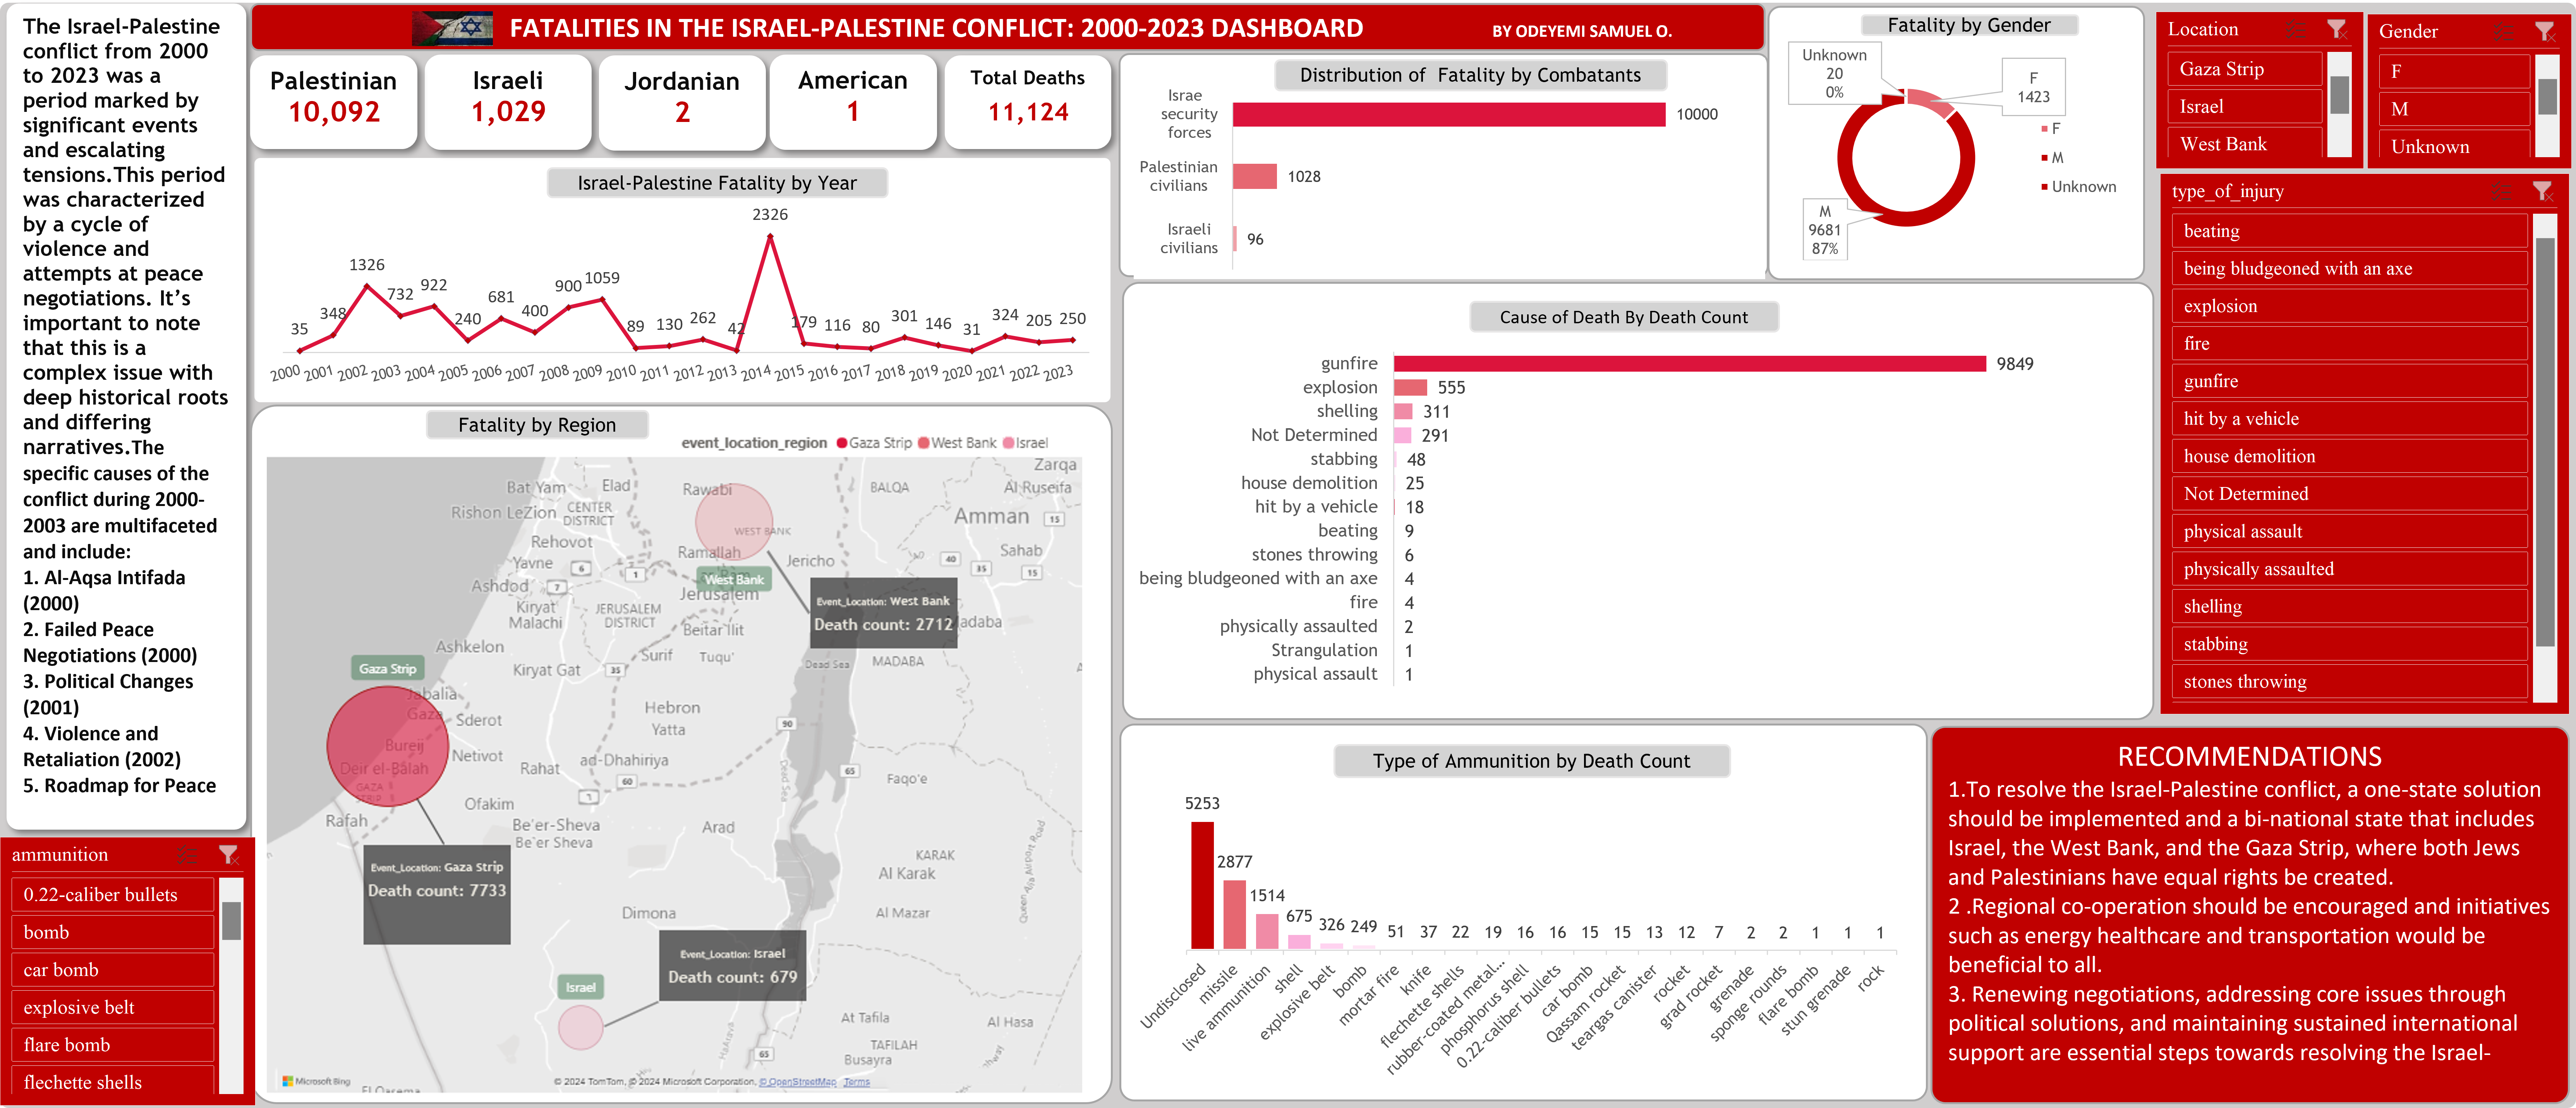 The Israel-Palestine
conflict from 2000
to 2023 was a
period marked by
significant events
and escalating
tensions.This period
was characterized
by a cycle of
violence and
attempts at peace
negotiations. It’s
important to note
that this is a
complex issue with
deep historical roots
and differing
narratives.The
specific causes of the
conflict during 2000-
2003 are multifaceted
and include:
1. Al-Aqsa Intifada
(2000)
2. Failed Peace
Negotiations (2000)
3. Political Changes
(2001)
4. Violence and
Retaliation (2002)
5. Roadmap for Peace
ammunition
0.22-caliber bullets
bomb
car bomb
explosive belt
flare bomb
flechette shells
FATALITIES IN THE ISRAEL-PALESTINE CONFLICT: 2000-2023 DASHBOARD
BY ODEYEMI SAMUEL O.
Palestinian
10,092
Israeli
1,029
Jordanian
2
American
1
Total Deaths
11,124
Israel-Palestine Fatality by Year
35
348
1326
732
922
240
681
400
900
1059
89
130
262
42
2326
179
116
80
301
146
31
324
205
250
2000
2001
2002
2003
2004
2005
2006
2007
2008
2009
2010
2011
2012
2013
2014
2015
2016
2017
2018
2019
2020
2021
2022
2023
Fatality by Region
event_location_region Gaza Strip West Bank Israel
Zarqa
Bat Yam
Elad
Rawabi
BALQA
Al Ruseifa
Rishon LeZion
CENTER
DISTRICT
Amman
15
WEST BANK
Rehovot
Ramallah
Jericho
Sahab
Yavne
6
1
40
35
15
Ashdod
7
West Bank
Jerusalem
Kiryat
Malachi
JERUSALEM
DISTRICT
Event_Location: West Bank
Death count: 2712
Beitar Illit
adaba
Ashkelon
Surif
Tuqu'
Kiryat Gat
35
Dead Sea
MADABA
Gaza Strip
Jabalia
Gaza
Sderot
Hebron
Yatta
90
Bureij
Netivot
Deir el-Balah
GAZA
STRIP
Rahat
ad-Dhahiriya
60
65
Faqo'e
Dead Sea
Ofakim
Rafah
Be'er-Sheva
Be'er Sheva
Arad
Queen Alia Airport Road
Event_Location: Gaza Strip
Death count: 7733
KARAK
Al Karak
Dimona
Al Mazar
Event_Location: Israel
Death count: 679
Israel
At Tafila
Al Hasa
TAFILAH
Busayra
65
HaArava
hway
El Qasema
Microsoft Bing
© 2024 TomTom, © 2024 Microsoft Corporation, © OpenStreetMap Terms
Distribution of Fatality by Combatants
Israe
security
forces
10000
Palestinian
civilians
1028
Israeli
civilians
96
Fatality by Gender
Unknown
20
0%
F
1423
M
9681
87%
F
M
Unknown
Cause of Death By Death Count
gunfire 9849
explosion 555
shelling 311
Not Determined 291
stabbing 48
house demolition 25
hit by a vehicle 18
beating 9
stones throwing 6
being bludgeoned with an axe 4
fire 4
physically assaulted 2
Strangulation 1
physical assault 1
Type of Ammunition by Death Count
5253
2877
1514
675
326
249
51
37
22
19
16
16
15
15
13
12
7
2
2
1
1
1
Undisclosed
missile
live ammunition
shell
explosive belt
bomb
mortar fire
knife
flechette shells
rubber-coated metal...
phosphorus shell
0.22-caliber bullets
car bomb
Qassam rocket
teargas canister
rocket
grad rocket
grenade
sponge rounds
flare bomb
stun grenade
rock
Location
Gaza Strip
Israel
West Bank
Gender
F
M
Unknown
type_of_injury
beating
being bludgeoned with an axe
explosion
fire
gunfire
hit by a vehicle
house demolition
Not Determined
physical assault
physically assaulted
shelling
stabbing
stones throwing
RECOMMENDATIONS
1.To resolve the Israel-Palestine conflict, a one-state solution
should be implemented and a bi-national state that includes
Israel, the West Bank, and the Gaza Strip, where both Jews
and Palestinians have equal rights be created.
2 .Regional co-operation should be encouraged and initiatives
such as energy healthcare and transportation would be
beneficial to all.
3. Renewing negotiations, addressing core issues through
political solutions, and maintaining sustained international
support are essential steps towards resolving the Israel-